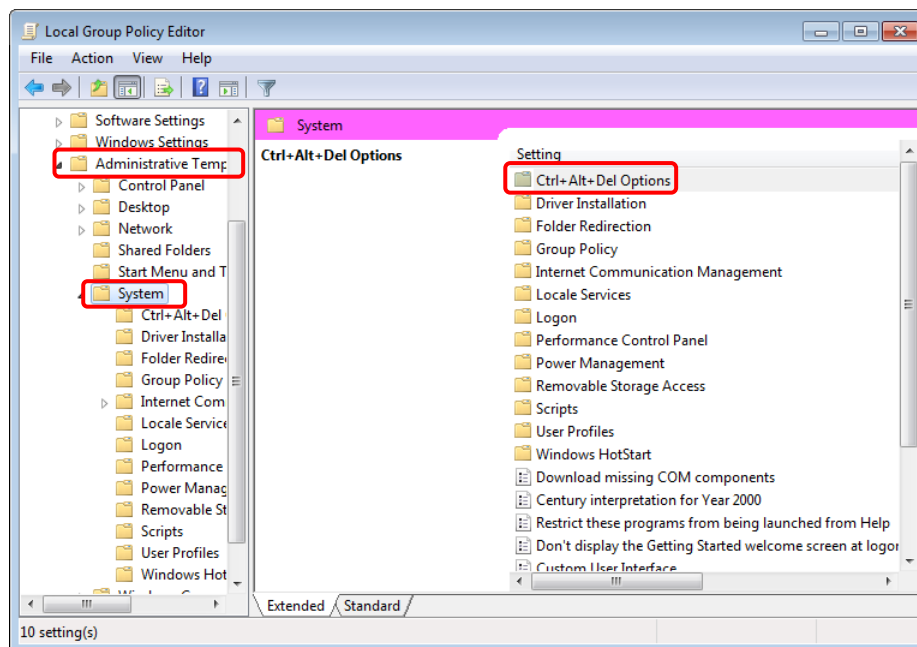 Local Group Policy Editor
File Action View Help
Software Settings
Windows Settings
Administrative Temp
Control Panel
Desktop
Network
Shared Folders
Start Menu and T
System
Ctrl+Alt+Del
Driver Installa
Folder Redire
Group Policy
Internet Com
Locale Service
Logon
Performance
Power Manag
Removable St
Scripts
User Profiles
Windows Hot
System
Ctrl+Alt+Del Options
Setting
Ctrl+Alt+Del Options
Driver Installation
Folder Redirection
Group Policy
Internet Communication Management
Locale Services
Logon
Performance Control Panel
Power Management
Removable Storage Access
Scripts
User Profiles
Windows HotStart
Download missing COM components
Century interpretation for Year 2000
Restrict these programs from being launched from Help
Don't display the Getting Started welcome screen at logon
Custom User Interface
Extended Standard
10 setting(s)